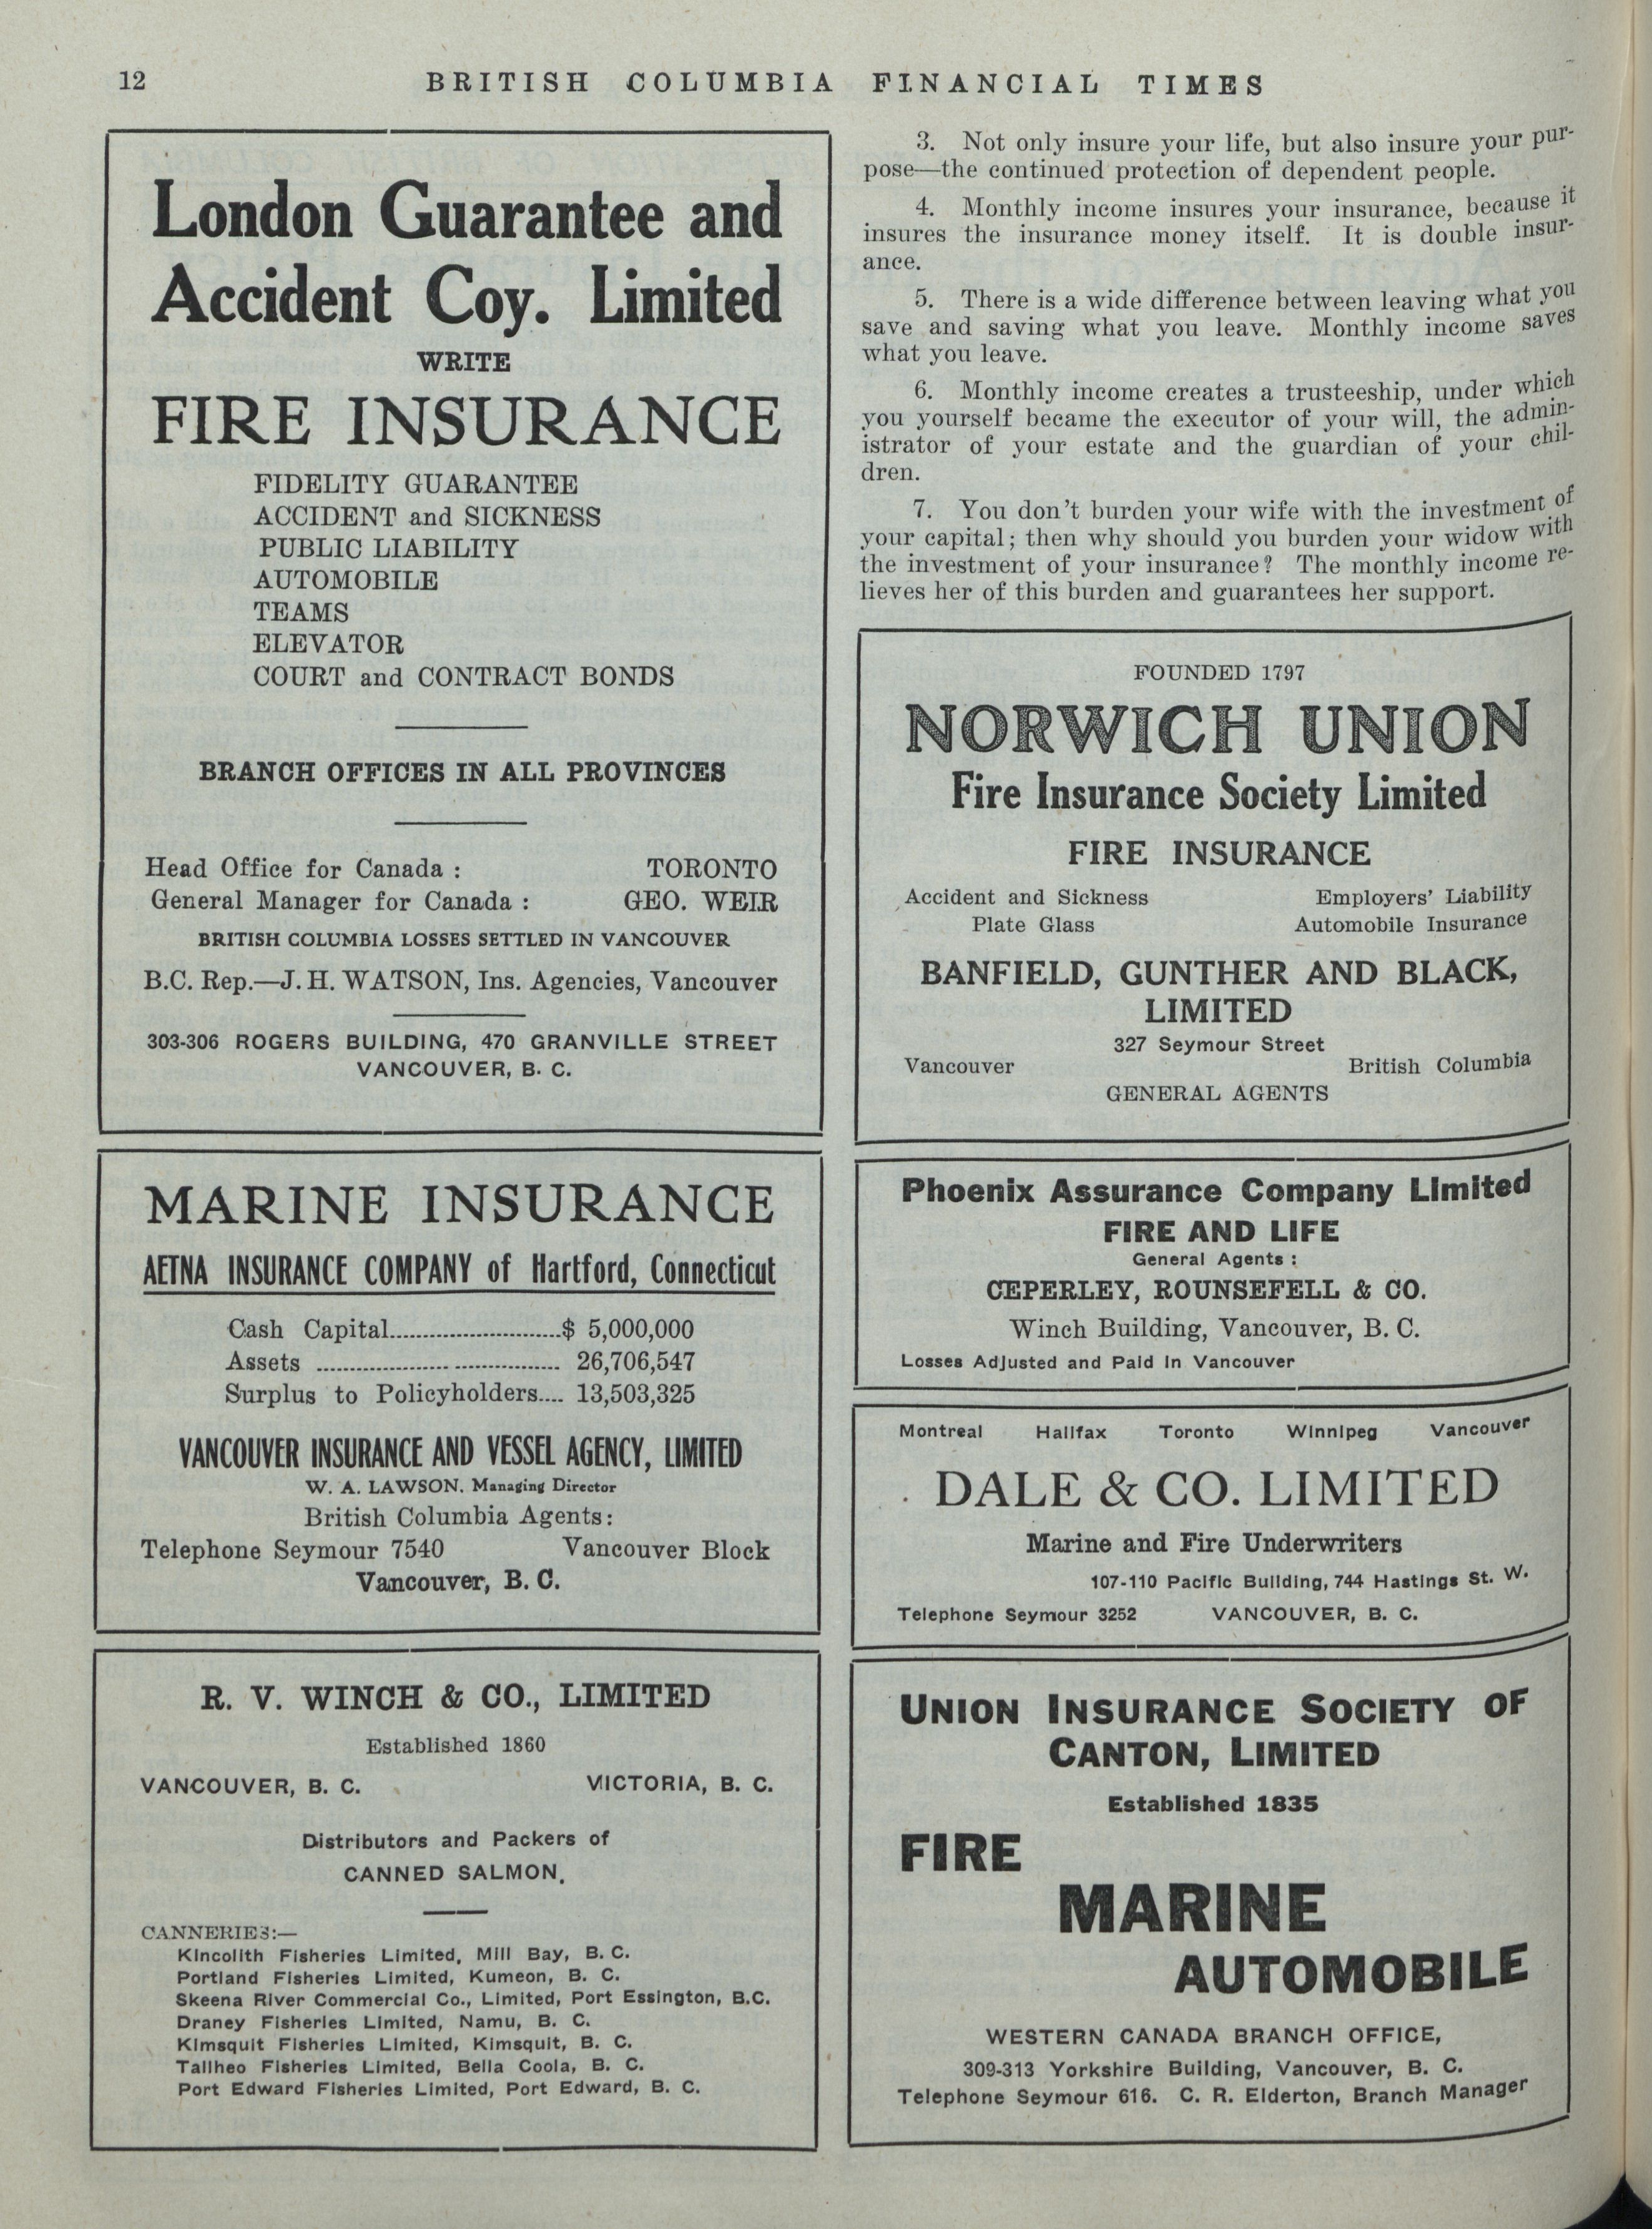 12
BRITISH COLUMBIA FINANCIAL TIMES
London Guarantee and
Accident Coy. Limited
WRITE
FIRE INSURANCE
FIDELITY GUARANTEE
ACCIDENT and SICKNESS
PUBLIC LIABILITY
AUTOMOBILE
TEAMS
ELEVATOR
COURT and CONTRACT BONDS
BRANCH OFFICES IN ALL PROVINCES
Head Office for Canada : TORONTO
General Manager for Canada : GEO. WEIR
BRITISH COLUMBIA LOSSES SETTLED IN VANCOUVER
B.C. Rep.—J. H. WATSON, Ins. Agencies, Vancouver
303-306 ROGERS BUILDING, 470 GRANVILLE STREET
VANCOUVER, B. C.
MARINE INSURANCE
AETNA INSURANCE COMPANY of Hartford, Connecticut
Cash Capital............................$ 5,000,000
Assets ........................................ 26,706,547
Surplus to Policyholders.... 13,503,325
VANCOUVER INSURANCE AND VESSEL AGENCY, LIMITED
W. A. LAWSON. Managing Director
British Columbia Agents:
Telephone Seymour 7540 Vancouver Block
Vancouver, B. C.
R. V. WINCH & CO., LIMITED
Established 1860
VANCOUVER, B. C. VICTORIA, B. C.
Distributors and Packers of
CANNED SALMON.
CANNERIES:—
Kincolith Fisheries Limited, Mill Bay, B. C.
Portland Fisheries Limited, Kumeon, B. C.
Skeena River Commercial Co., Limited, Port Essington, B.C.
Draney Fisheries Limited, Namu, B. C.
Kimsquit Fisheries Limited, Kimsquit, B. C.
Tallheo Fisheries Limited, Bella Coola, B. C.
Port Edward Fisheries Limited, Port Edward, B. C.
3. Not only insure your life, but also insure your pur-
pose—the continued protection of dependent people.
4. Monthly income insures your insurance, because it
insures the insurance money itself. It is double insur-
ance.
5. There is a wide difference between leaving what you
save and saving what you leave. Monthly income saves
what you leave.
6. Monthly income creates a trusteeship, under which
you yourself became the executor of your will, the admin-
istrator of your estate and the guardian of your chil-
dren.
7. You don't burden your wife with the investment of
your capital; then why should you burden your widow with
the investment of your insurance? The monthly income re-
lieves her of this burden and guarantees her support.
FOUNDED 1797
NORWICH UNION
Fire Insurance Society Limited
FIRE INSURANCE
Accident and Sickness Employers' Liability
Plate Glass Automobile Insurance
BANFIELD, GUNTHER AND BLACK,
LIMITED
327 Seymour Street
Vancouver British Columbia
GENERAL AGENTS
Phoenix Assurance Company Limited
FIRE AND LIFE
General Agents :
CEPERLEY, ROUNSEFELL & CO.
Winch Building, Vancouver, B. C.
Losses Adjusted and Paid in Vancouver
Montreal Halifax Toronto Winnipeg Vancouver
DALE & CO. LIMITED
Marine and Fire Underwriters
107-110 Pacific Building, 744 Hastings St. W.
Telephone Seymour 3252 VANCOUVER, B. C.
UNION INSURANCE SOCIETY OF
CANTON, LIMITED
Established 1835
FIRE
MARINE
AUTOMOBILE
WESTERN CANADA BRANCH OFFICE,
309-313 Yorkshire Building, Vancouver, B. C.
Telephone Seymour 616. C. R. Elderton, Branch Manager